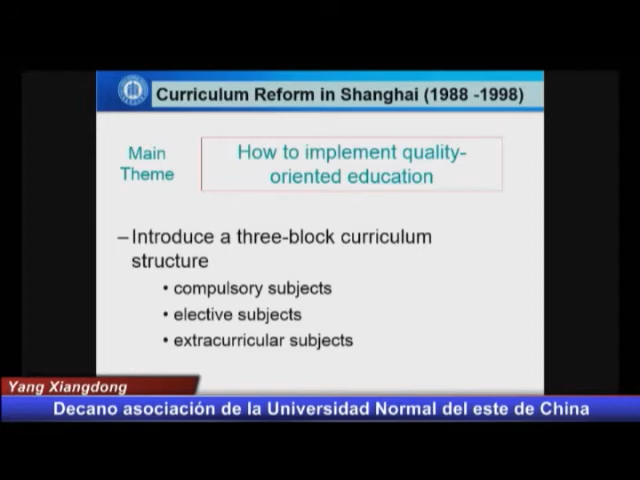 Curriculum Reform in Shanghai (1988 -1998)
Main
Theme
How to implement quality-
oriented education
–Introduce a three-block curriculum
structure
• compulsory subjects
• elective subjects
• extracurricular subjects
Yang Xiangdong
Decano asociación de la Universidad Normal del este de China